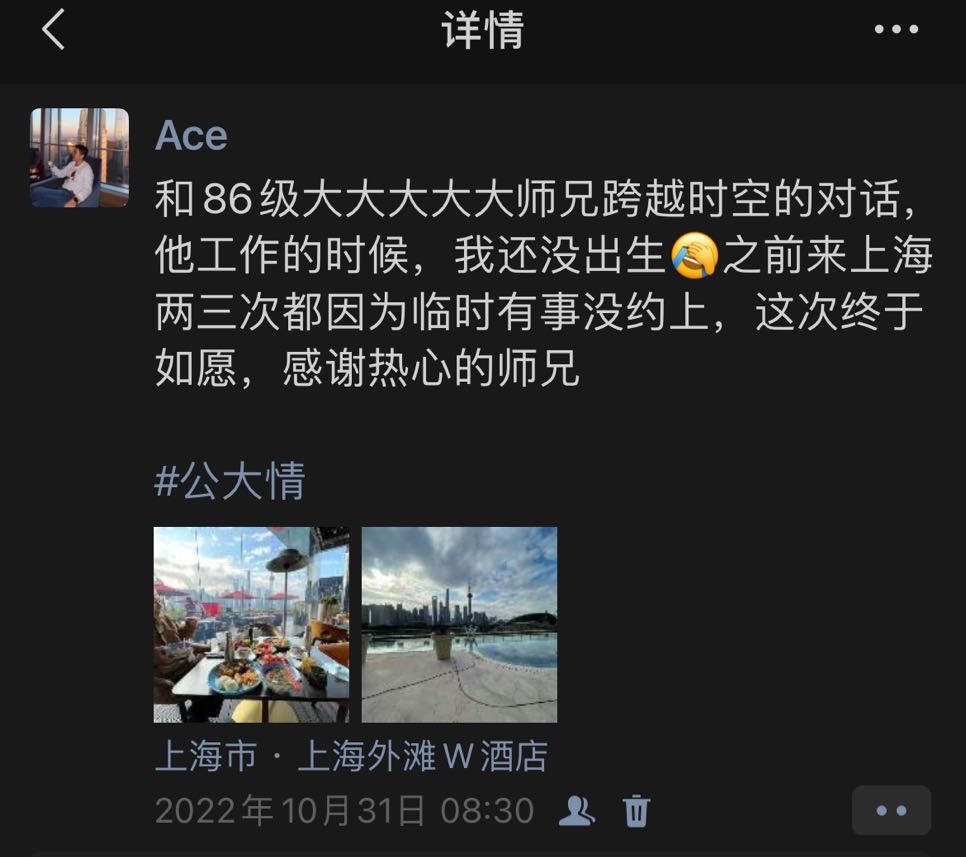 详情
Ace
和86级大大大大大师兄跨越时空的对话，
他工作的时候，我还没出生🤦之前来上海
两三次都因为临时有事没约上，这次终于
如愿，感谢热心的师兄
#公大情
上海市·上海外滩W酒店
2022年10月31日 08:30